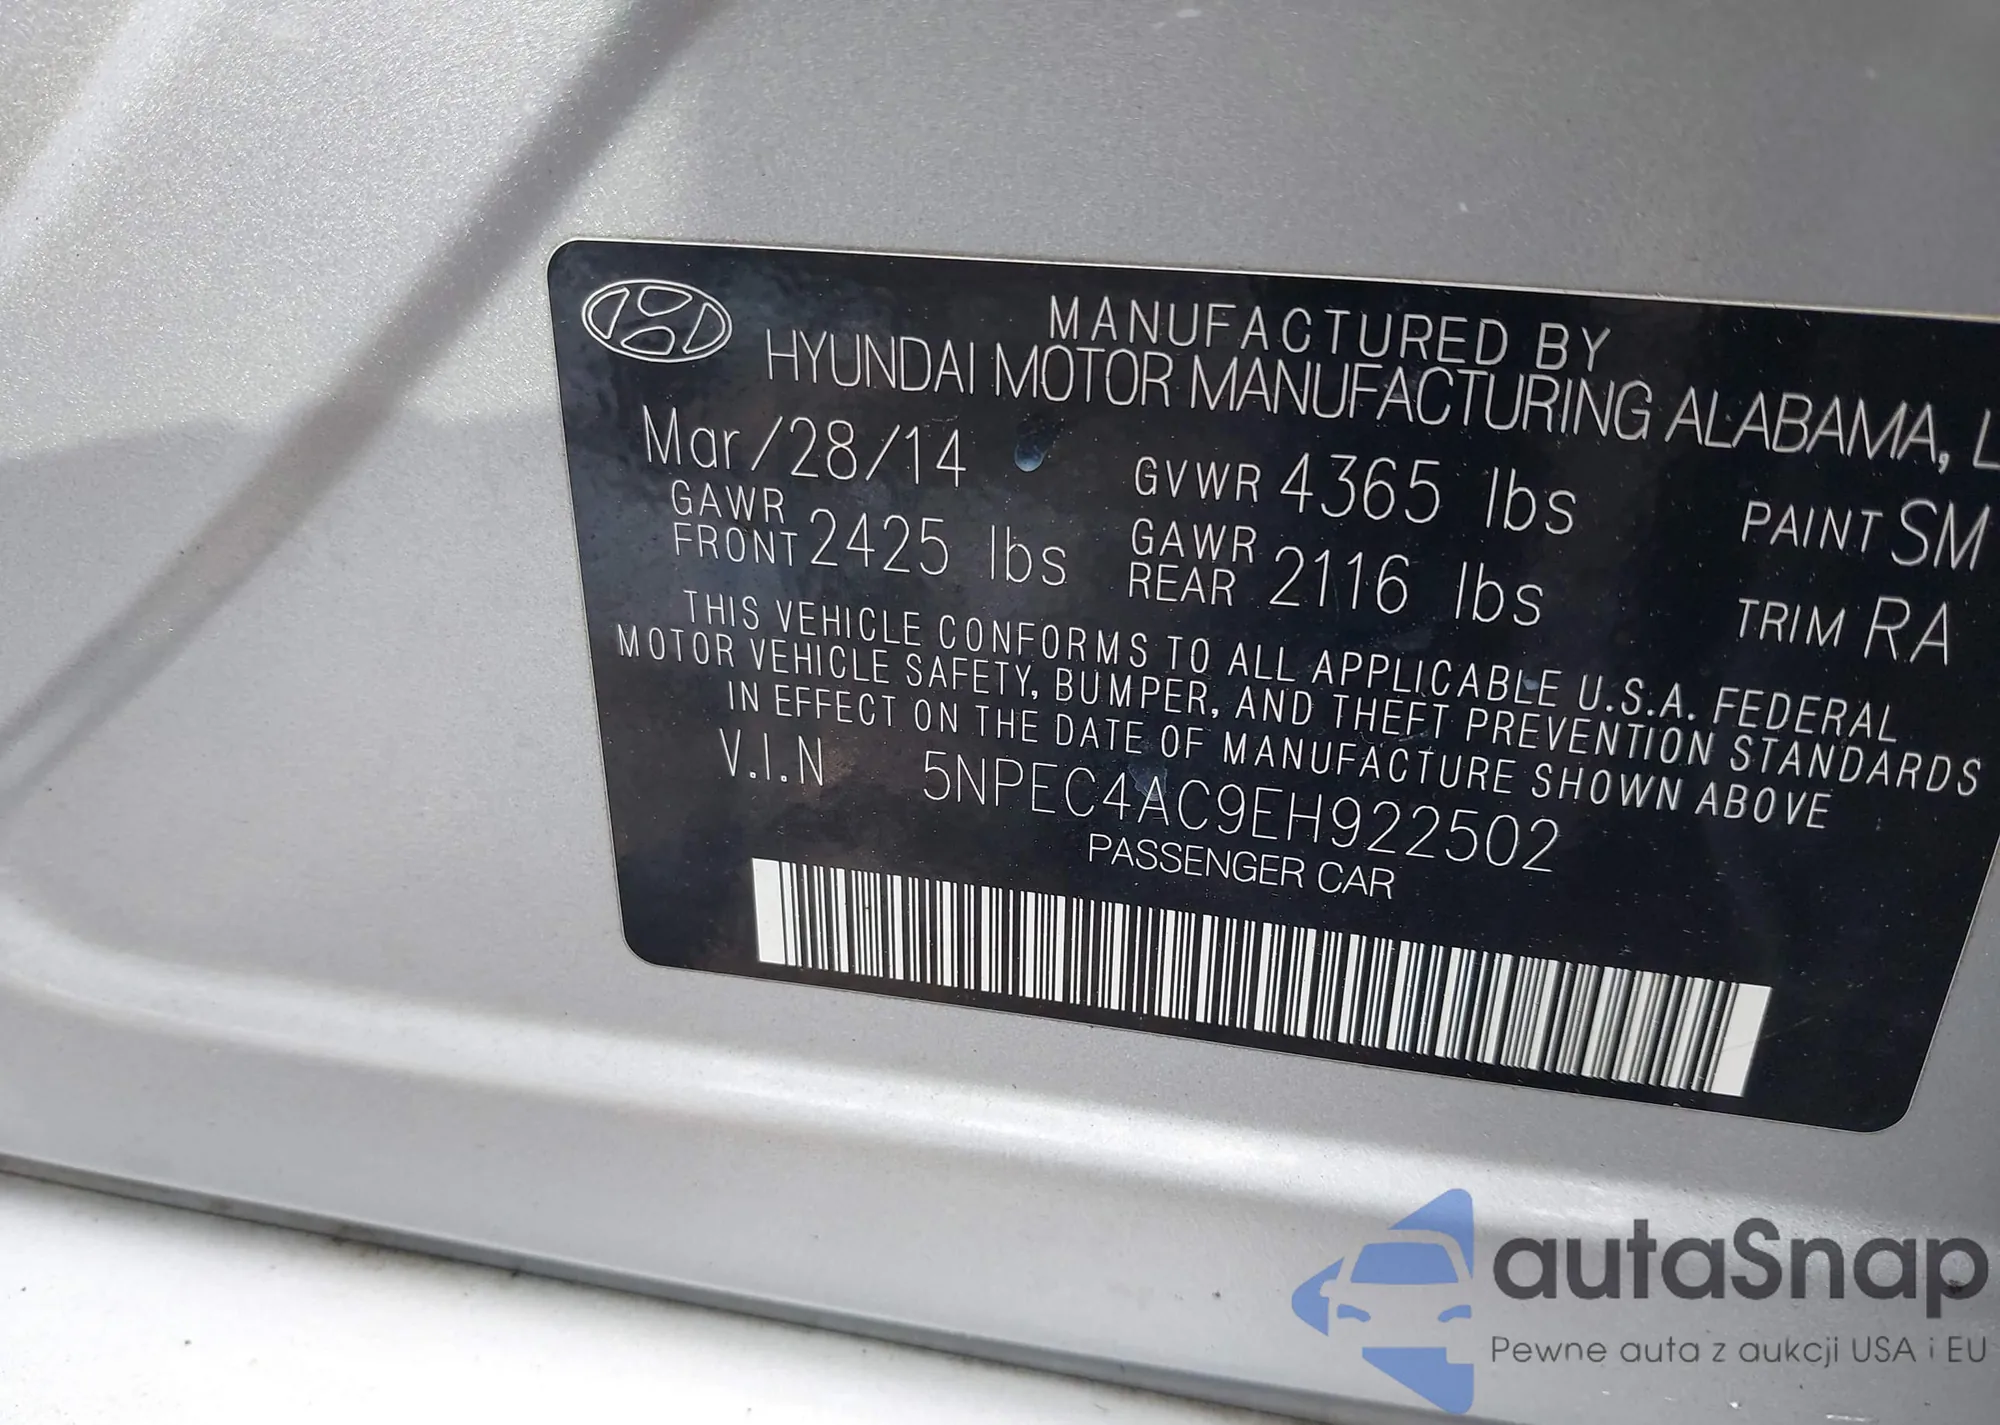 MANUFACTURED BY
HYUNDAI MOTOR MANUFACTURING ALABAMA, L
Mar/28/14 GVWR 4365 lbs PAINT SM
GAWR FRONT 2425 lbs GAWR REAR 2116 lbs TRIM RA
THIS VEHICLE CONFORMS TO ALL APPLICABLE U.S.A. FEDERAL
MOTOR VEHICLE SAFETY, BUMPER, AND THEFT PREVENTION STANDARDS
IN EFFECT ON THE DATE OF MANUFACTURE SHOWN ABOVE
V.I.N 5NPEC4AC9EH922502
PASSENGER CAR
autaSnap
Pewne auta z aukcji USA i EU